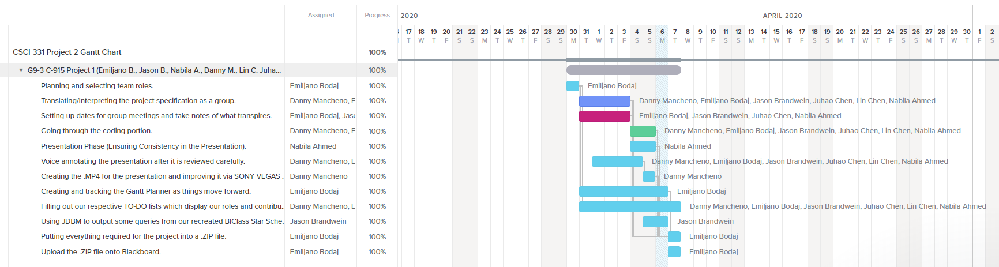 Assigned Progress 2020 APRIL 2020
17 18 19 20 21 22 23 24 25 26 27 28 29 30 31 1 2 3 4 5 6 7 8 9 10 11 12 13 14 15 16 17 18 19 20 21 22 23 24 25 26 27 28 29 30 1 2
T W T F S S M T W T F S S M T W T F S S M T W T F S S M T W T F S S M T W T F S S M T W T F S
CSCI 331 Project 2 Gantt Chart 100%
G9-3 C-915 Project 1 (Emiljano B., Jason B., Nabila A., Danny M., Lin C. Juha... 100%
Planning and selecting team roles. Emiljano Bodaj 100% Emiljano Bodaj
Translating/Interpreting the project specification as a group. Danny Mancheno, E 100% Danny Mancheno, Emiljano Bodaj, Jason Brandwein, Juhao Chen, Lin Chen, Nabila Ahmed
Setting up dates for group meetings and take notes of what transpires. Emiljano Bodaj, Jasc 100% Emiljano Bodaj, Jason Brandwein, Juhao Chen, Nabila Ahmed
Going through the coding portion. Danny Mancheno, E 100% Danny Mancheno, Emiljano Bodaj, Jason Brandwein, Juhao Chen, Lin Chen, Nabila Ahmed
Presentation Phase (Ensuring Consistency in the Presentation). Nabila Ahmed 100% Nabila Ahmed
Voice annotating the presentation after it is reviewed carefully. Danny Mancheno, E 100% Danny Mancheno, Emiljano Bodaj, Jason Brandwein, Juhao Chen, Lin Chen, Nabila Ahmed
Creating the .MP4 for the presentation and improving it via SONY VEGAS .. Danny Mancheno 100% Danny Mancheno
Creating and tracking the Gantt Planner as things move forward. Emiljano Bodaj 100% Emiljano Bodaj
Filling out our respective TO-DO lists which display our roles and contribu... Danny Mancheno, E 100% Danny Mancheno, Emiljano Bodaj, Jason Brandwein, Juhao Chen, Lin Chen, Nabila Ahmed
Using JDBM to output some queries from our recreated BIClass Star Sche... Jason Brandwein 100% Jason Brandwein
Putting everything required for the project into a .ZIP file. Emiljano Bodaj 100% Emiljano Bodaj
Upload the .ZIP file onto Blackboard. Emiljano Bodaj 100% Emiljano Bodaj